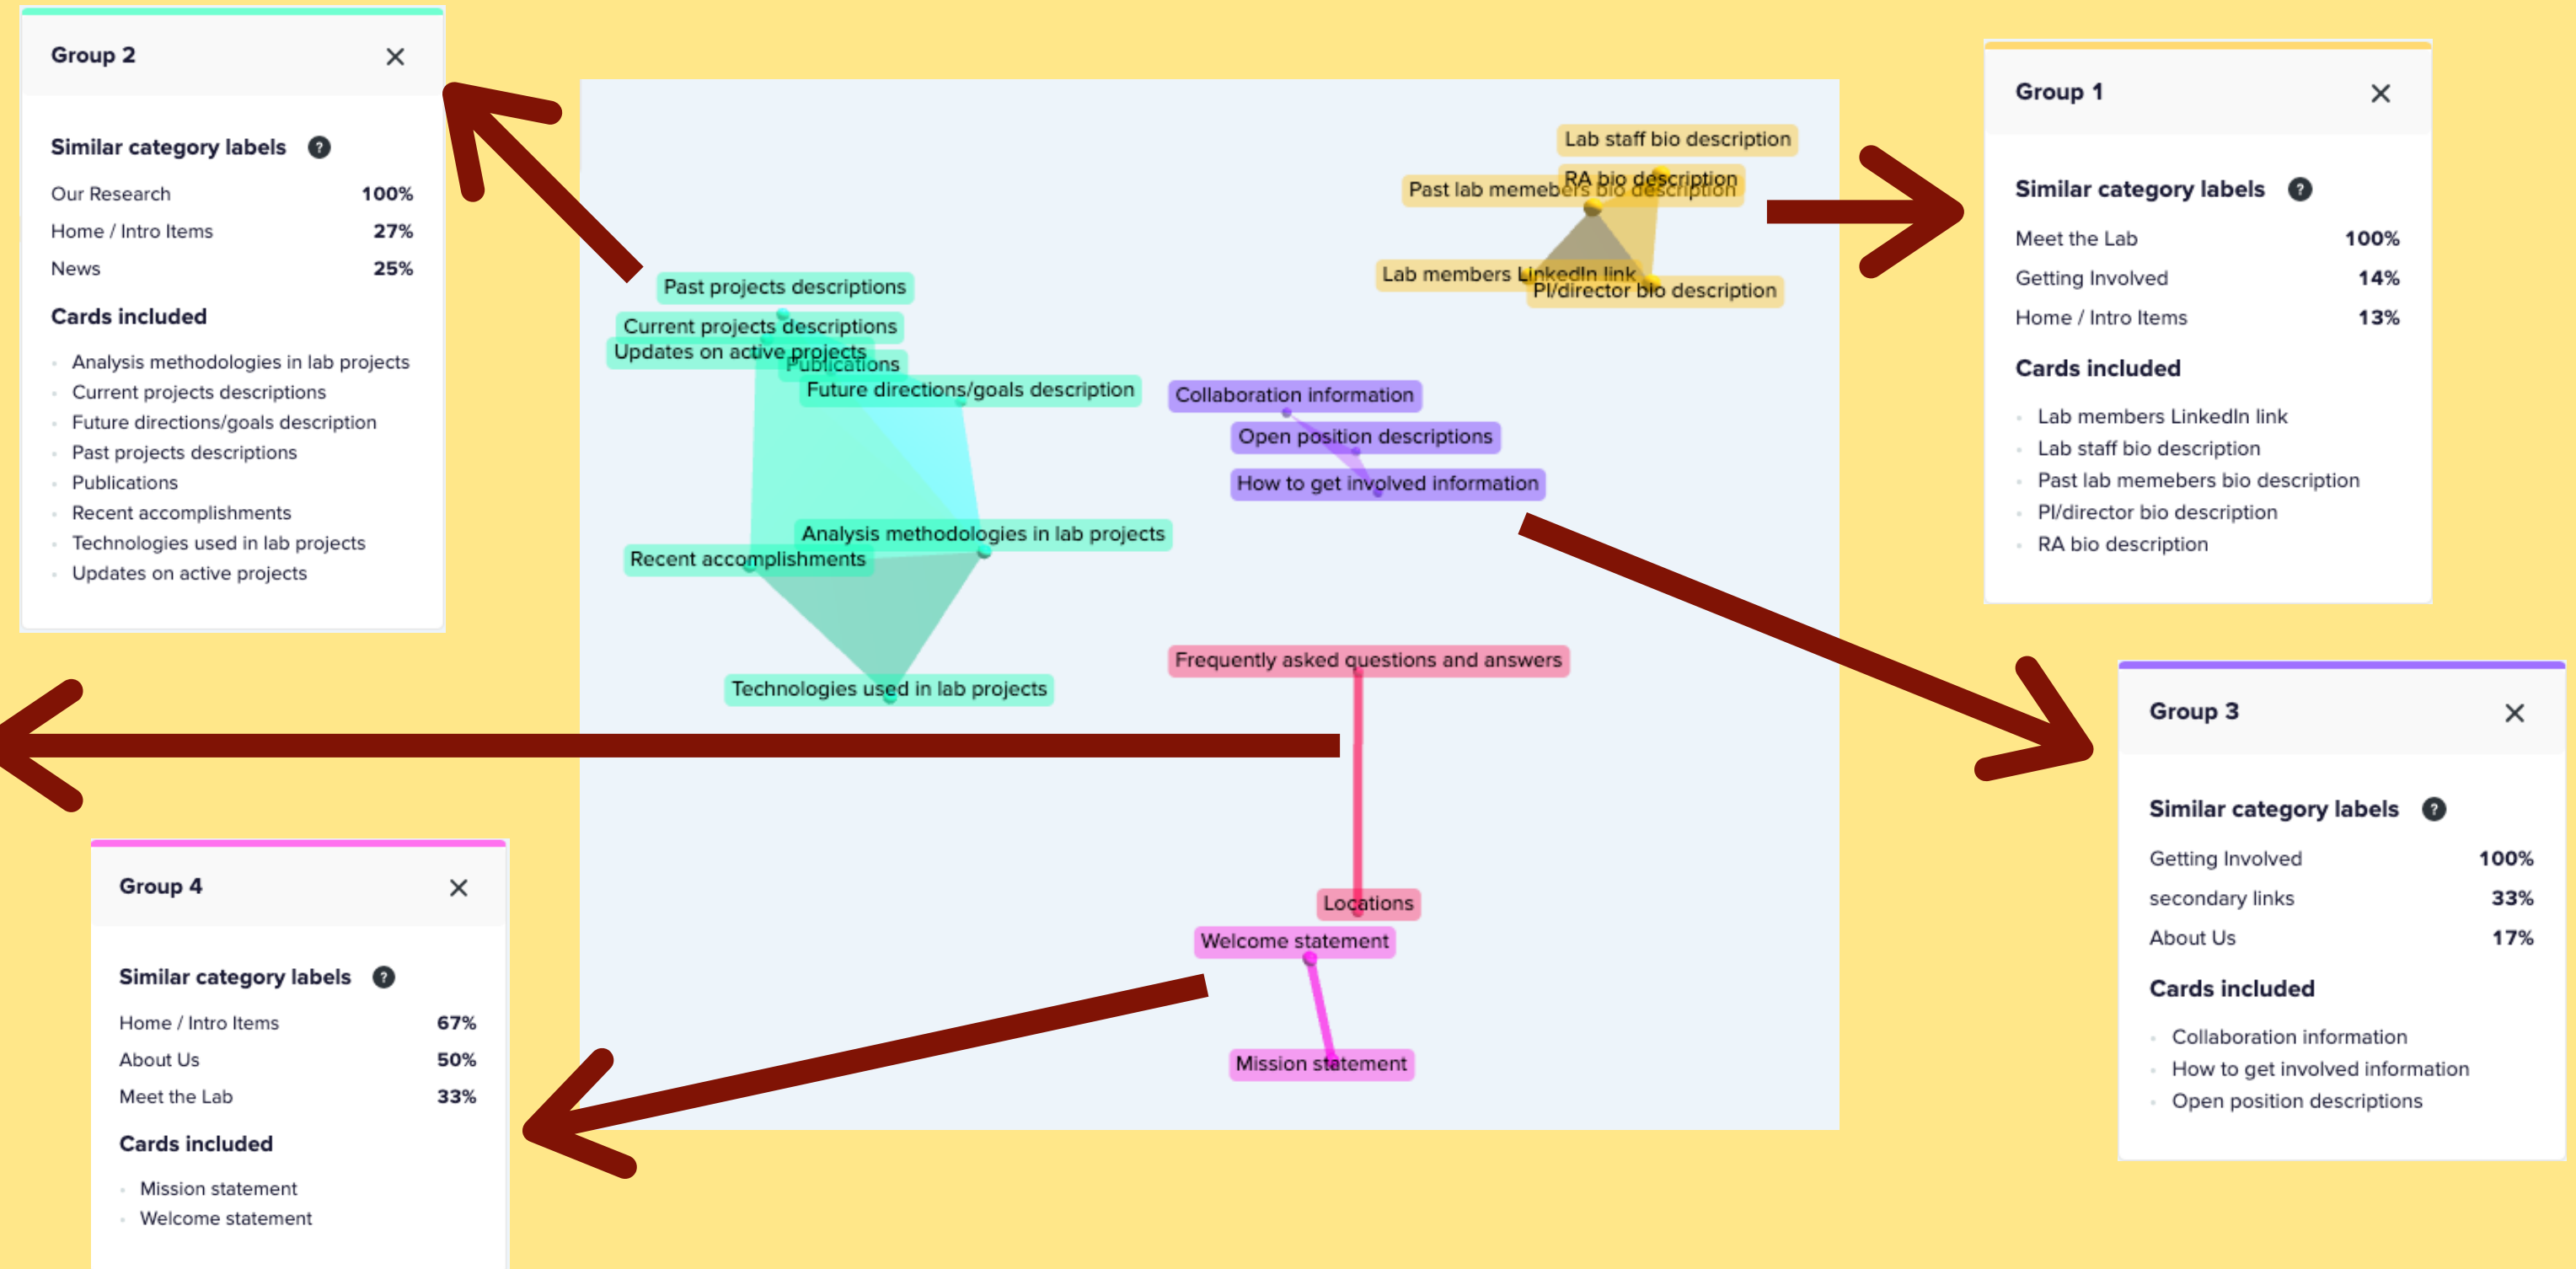 Group 2
Similar category labels ?
Our Research 100%
Home / Intro Items 27%
News 25%
Cards included
Analysis methodologies in lab projects
Current projects descriptions
Future directions/goals description
Past projects descriptions
Publications
Recent accomplishments
Technologies used in lab projects
Updates on active projects
Group 4
Similar category labels ?
Home / Intro Items 67%
About Us 50%
Meet the Lab 33%
Cards included
Mission statement
Welcome statement
Lab staff bio description
RA bio description
Past lab memebers bio description
Lab members LinkedIn link
PI/director bio description
Past projects descriptions
Current projects descriptions
Updates on active projects
Publications
Future directions/goals description
Collaboration information
Open position descriptions
How to get involved information
Analysis methodologies in lab projects
Recent accomplishments
Technologies used in lab projects
Frequently asked questions and answers
Locations
Welcome statement
Mission statement
Group 1
Similar category labels ?
Meet the Lab 100%
Getting Involved 14%
Home / Intro Items 13%
Cards included
Lab members LinkedIn link
Lab staff bio description
Past lab memebers bio description
PI/director bio description
RA bio description
Group 3
Similar category labels ?
Getting Involved 100%
secondary links 33%
About Us 17%
Cards included
Collaboration information
How to get involved information
Open position descriptions